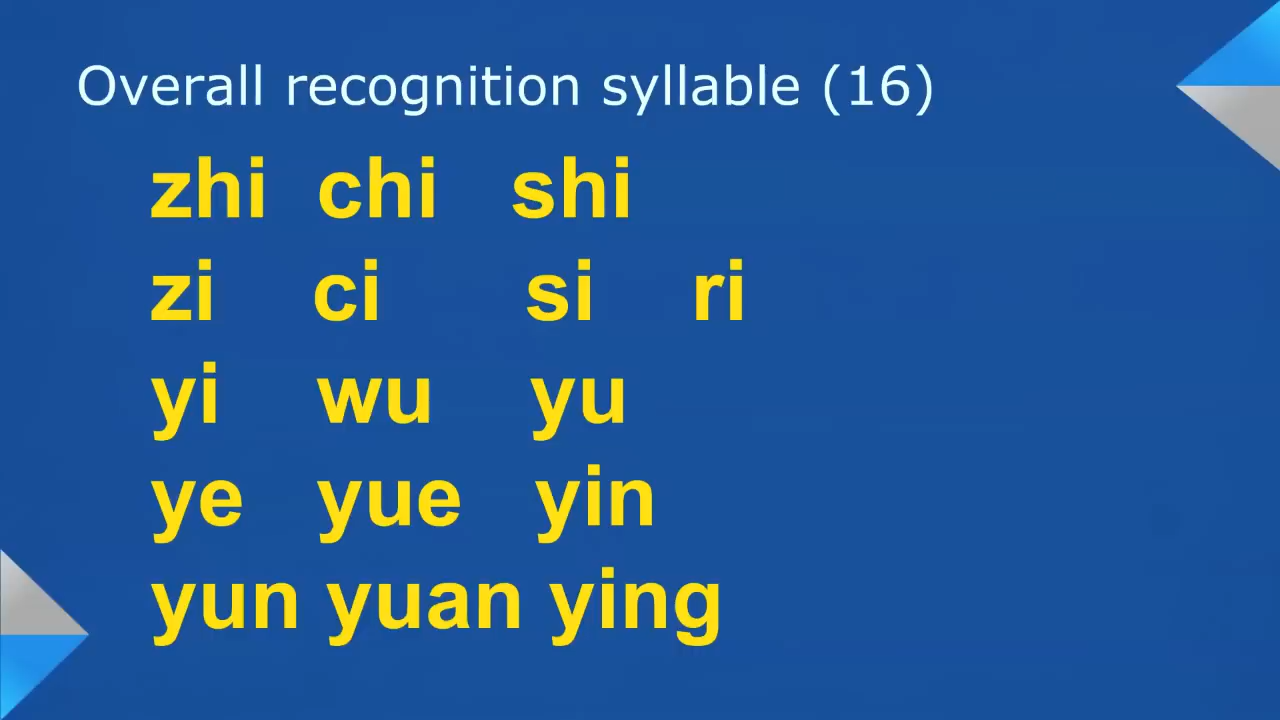 Overall recognition syllable (16)
zhi chi shi
zi ci si ri
yi wu yu
ye yue yin
yun yuan ying